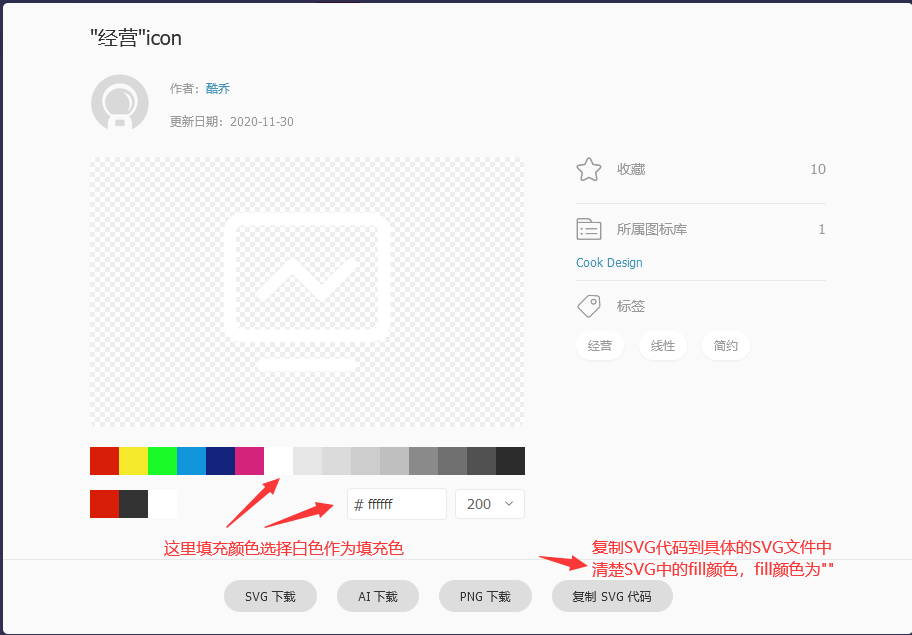 "经营"icon
作者：酷乔
更新日期：2020-11-30
收藏 10
所属图标库 1
Cook Design
标签
经营 线性 简约
# ffffff 200
这里填充颜色选择白色作为填充色
复制SVG代码到具体的SVG文件中
清楚SVG中的fill颜色，fill颜色为""
SVG 下载 AI 下载 PNG 下载 复制 SVG 代码